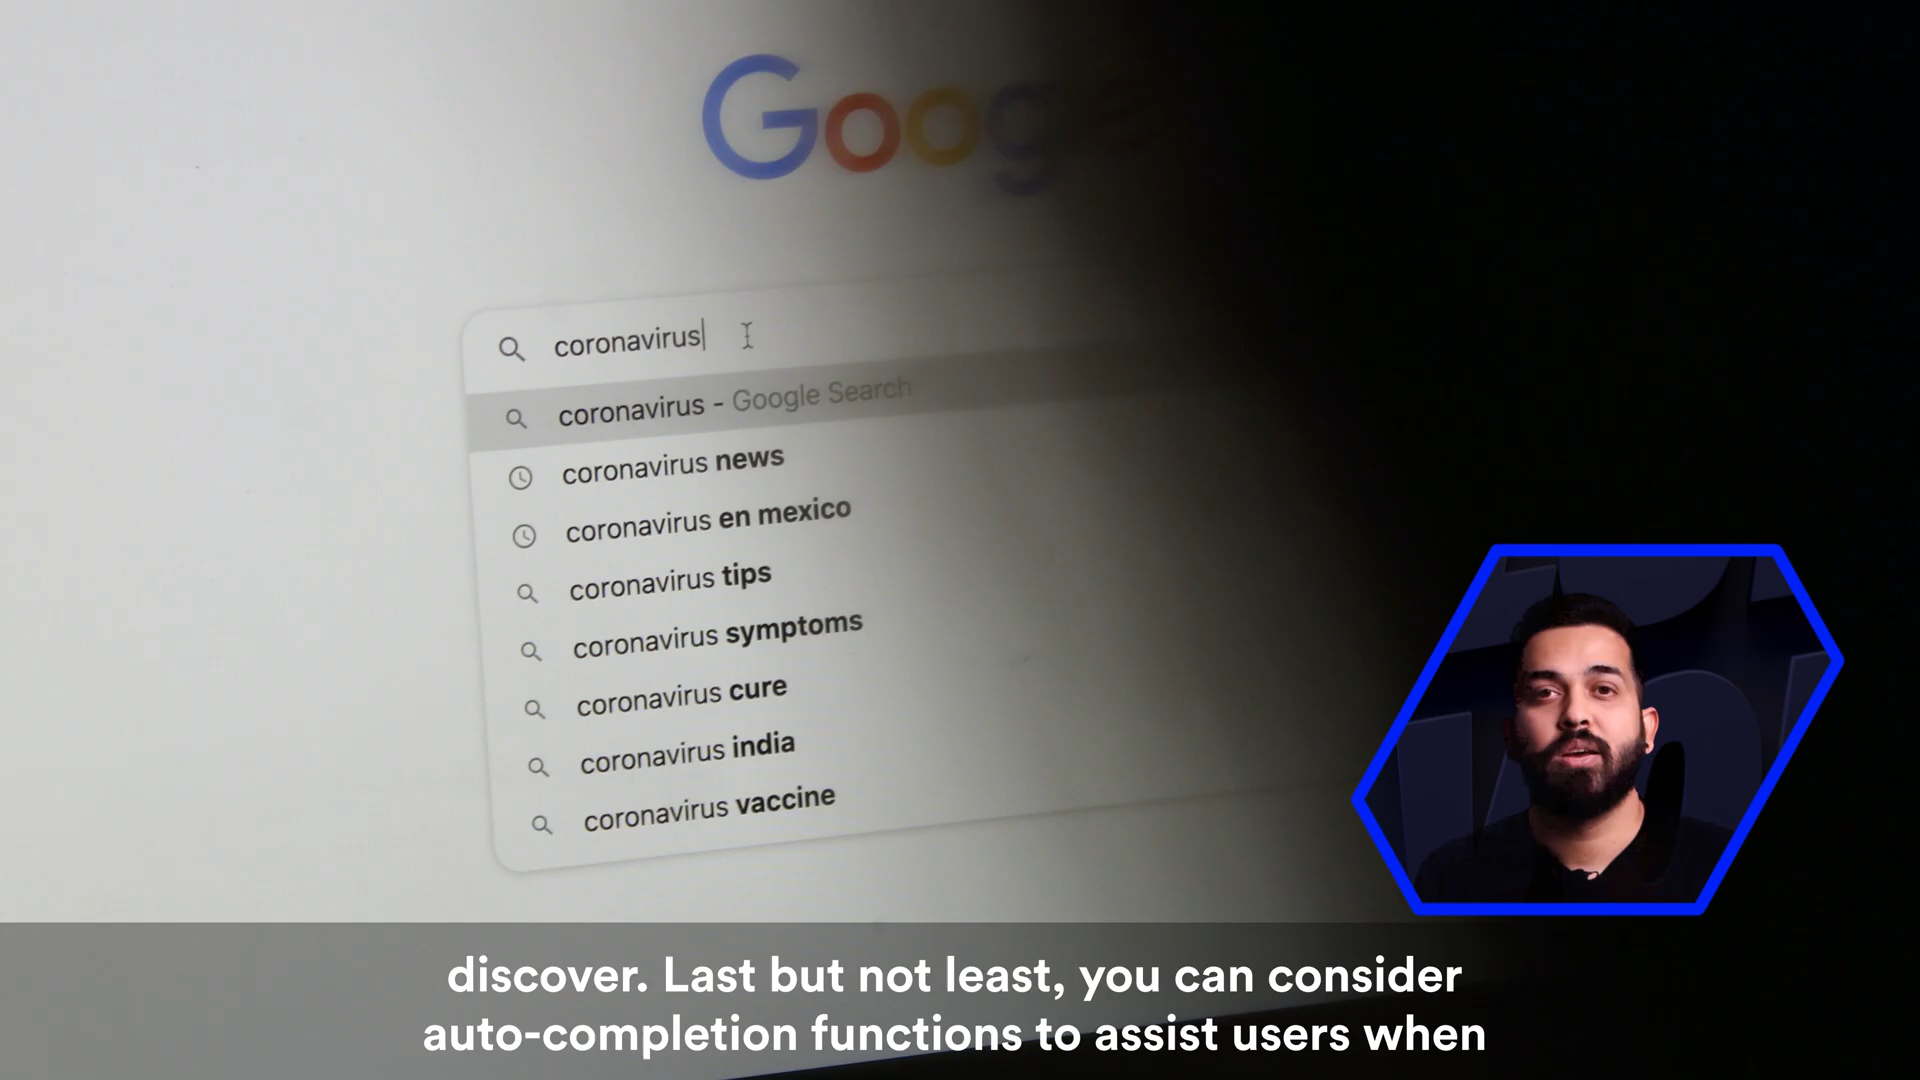 Google
coronavirus
coronavirus - Google Search
coronavirus news
coronavirus en mexico
coronavirus tips
coronavirus symptoms
coronavirus cure
coronavirus india
coronavirus vaccine
discover. Last but not least, you can consider
auto-completion functions to assist users when